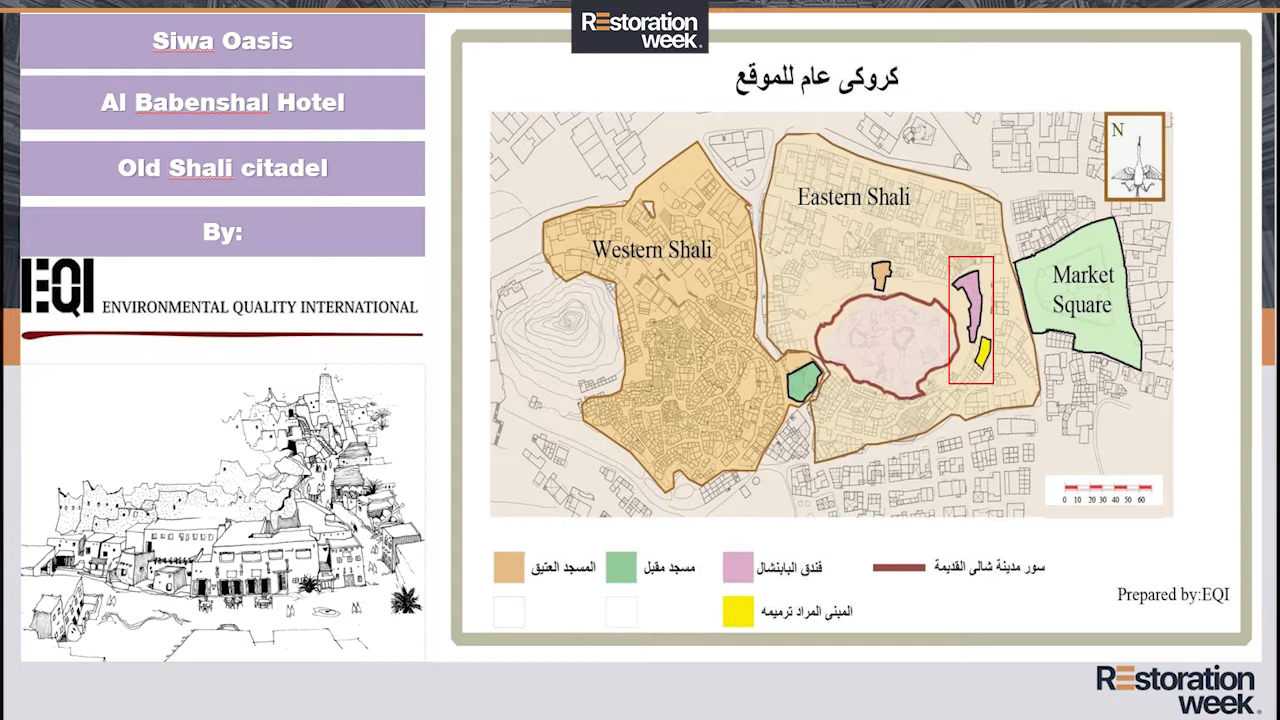 REstoration
week.
Siwa Oasis
Al Babenshal Hotel
Old Shali citadel
By:
EQI ENVIRONMENTAL QUALITY INTERNATIONAL
كروكى عام للموقع
N
Eastern Shali
Western Shali
Market
Square
0 10 20 30 40 50 60
المسجد العتيق
مسجد مقبل
فندق البابنشال
سور مدينة شالى القديمة
المبنى المراد ترميمه
Prepared by:EQI
REstoration
week.